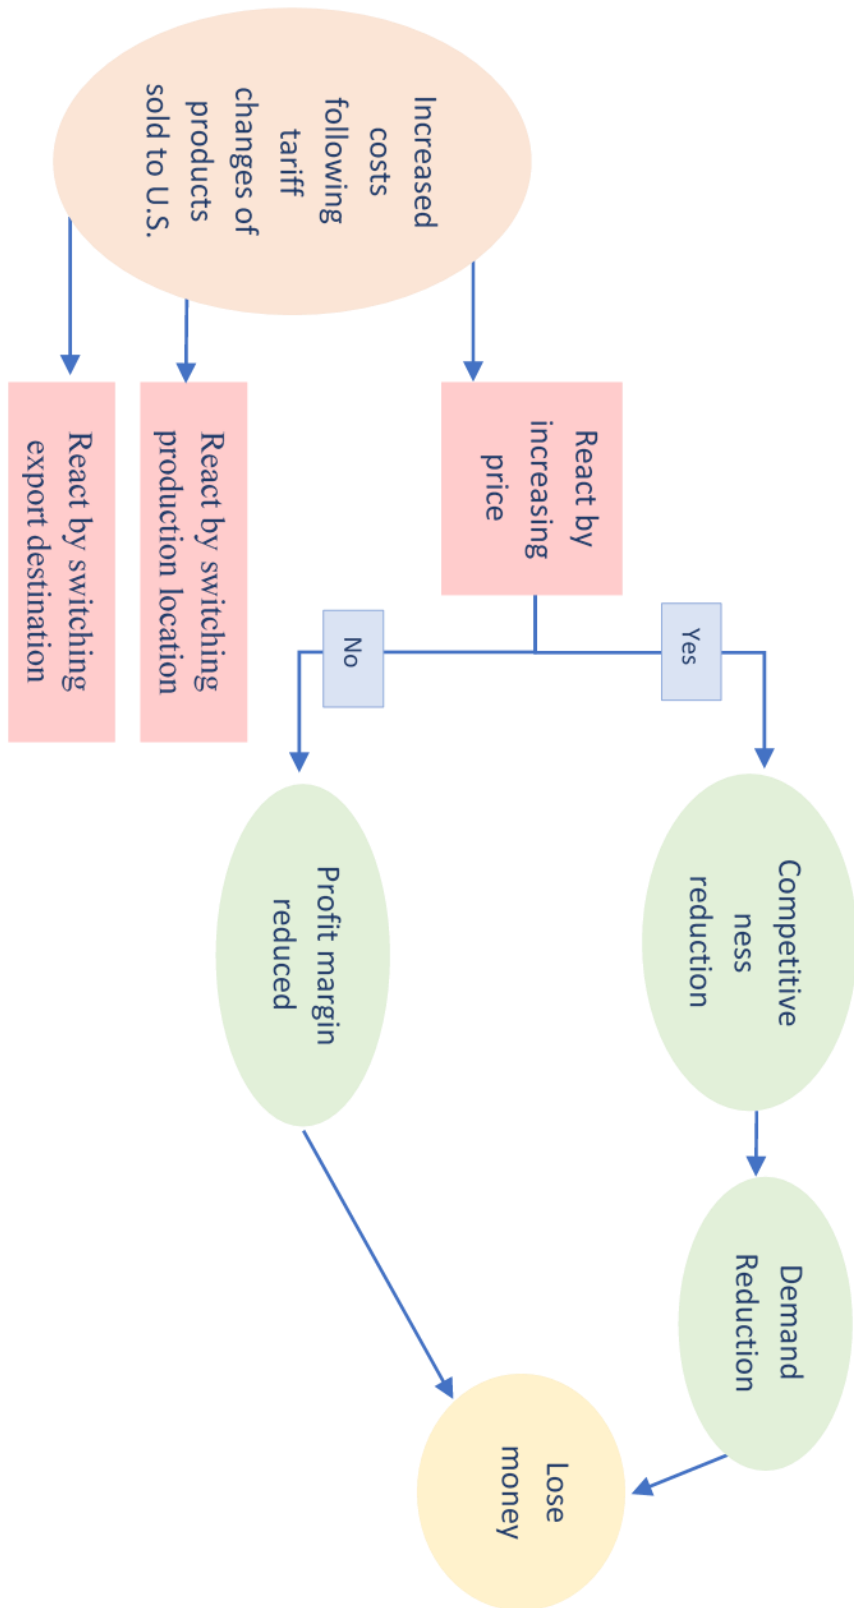 Increased
costs
following
tariff
changes of
products
sold to U.S.
React by
increasing
price
React by switching
production location
React by switching
export destination
Yes
No
Competitive
ness
reduction
Profit margin
reduced
Demand
Reduction
Lose
money